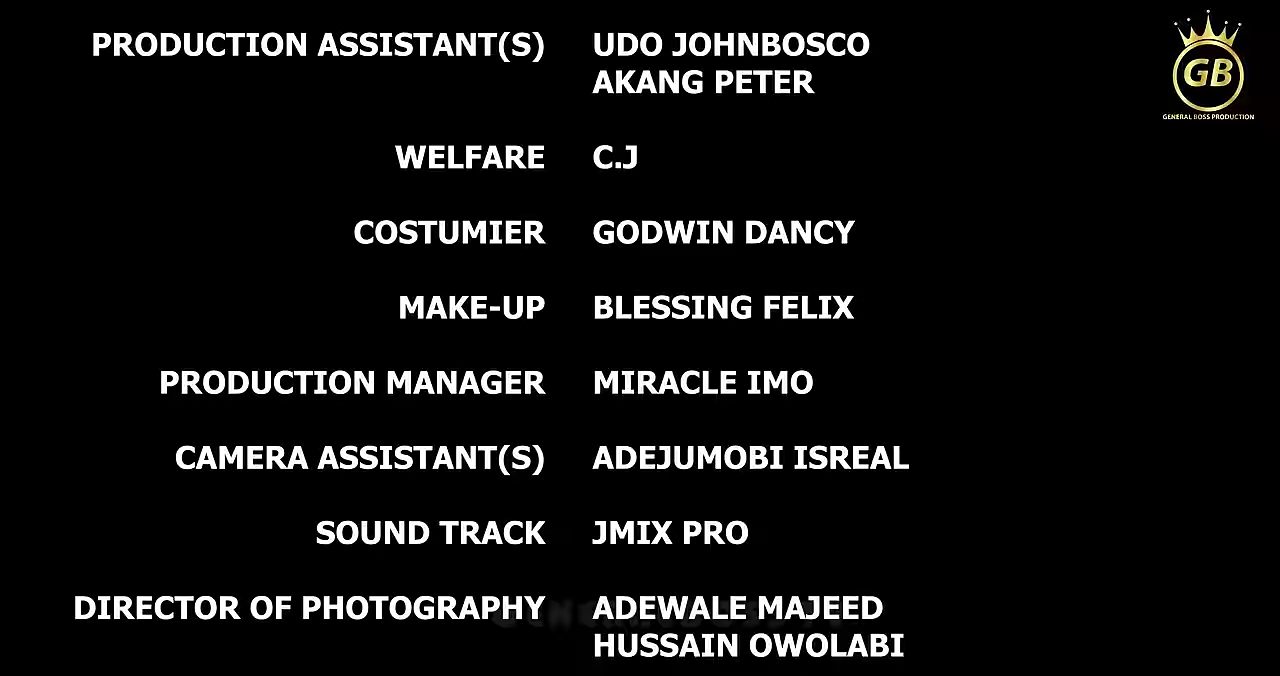 PRODUCTION ASSISTANT(S) UDO JOHNBOSCO
AKANG PETER
GB
GENERAL BOSS PRODUCTION
WELFARE C.J
COSTUMIER GODWIN DANCY
MAKE-UP BLESSING FELIX
PRODUCTION MANAGER MIRACLE IMO
CAMERA ASSISTANT(S) ADEJUMOBI ISREAL
SOUND TRACK JMIX PRO
DIRECTOR OF PHOTOGRAPHY ADEWALE MAJEED
HUSSAIN OWOLABI